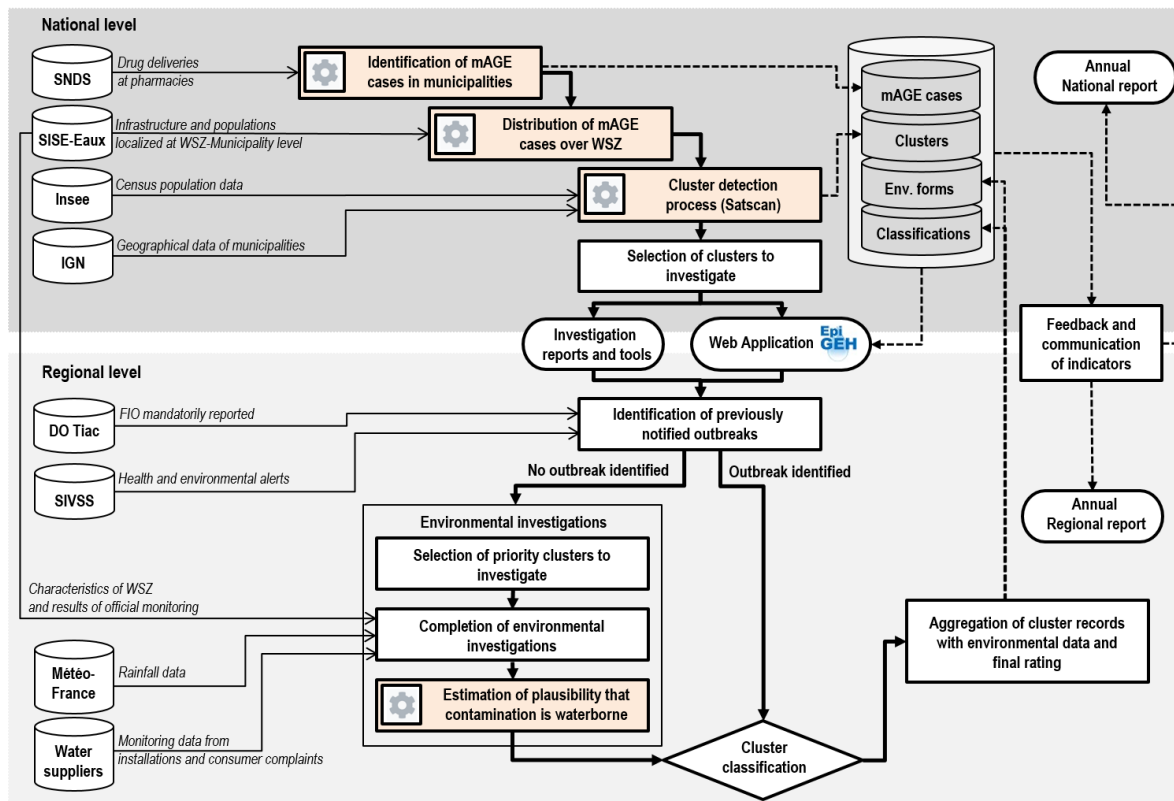 National level
SNDS
Drug deliveries
at pharmacies
Identification of mAGE
cases in municipalities
SISE-Eaux
Infrastructure and populations
localized at WSZ-Municipality level
Distribution of mAGE
cases over WSZ
Insee
Census population data
Cluster detection
process (Satscan)
IGN
Geographical data of municipalities
Selection of clusters to
investigate
mAGE cases
Clusters
Env. forms
Classifications
Annual
National report
Investigation
reports and tools
Web Application
Epi
GEH
Feedback and
communication
of indicators
Regional level
DO Tiac
FIO mandatorily reported
Identification of previously
notified outbreaks
SIVSS
Health and environmental alerts
No outbreak identified
Outbreak identified
Annual
Regional report
Environmental investigations
Selection of priority clusters to
investigate
Characteristics of WSZ
and results of official monitoring
Completion of environmental
investigations
Météo-
France
Rainfall data
Estimation of plausibility that
contamination is waterborne
Water
suppliers
Monitoring data from
installations and consumer complaints
Cluster
classification
Aggregation of cluster records
with environmental data and
final rating